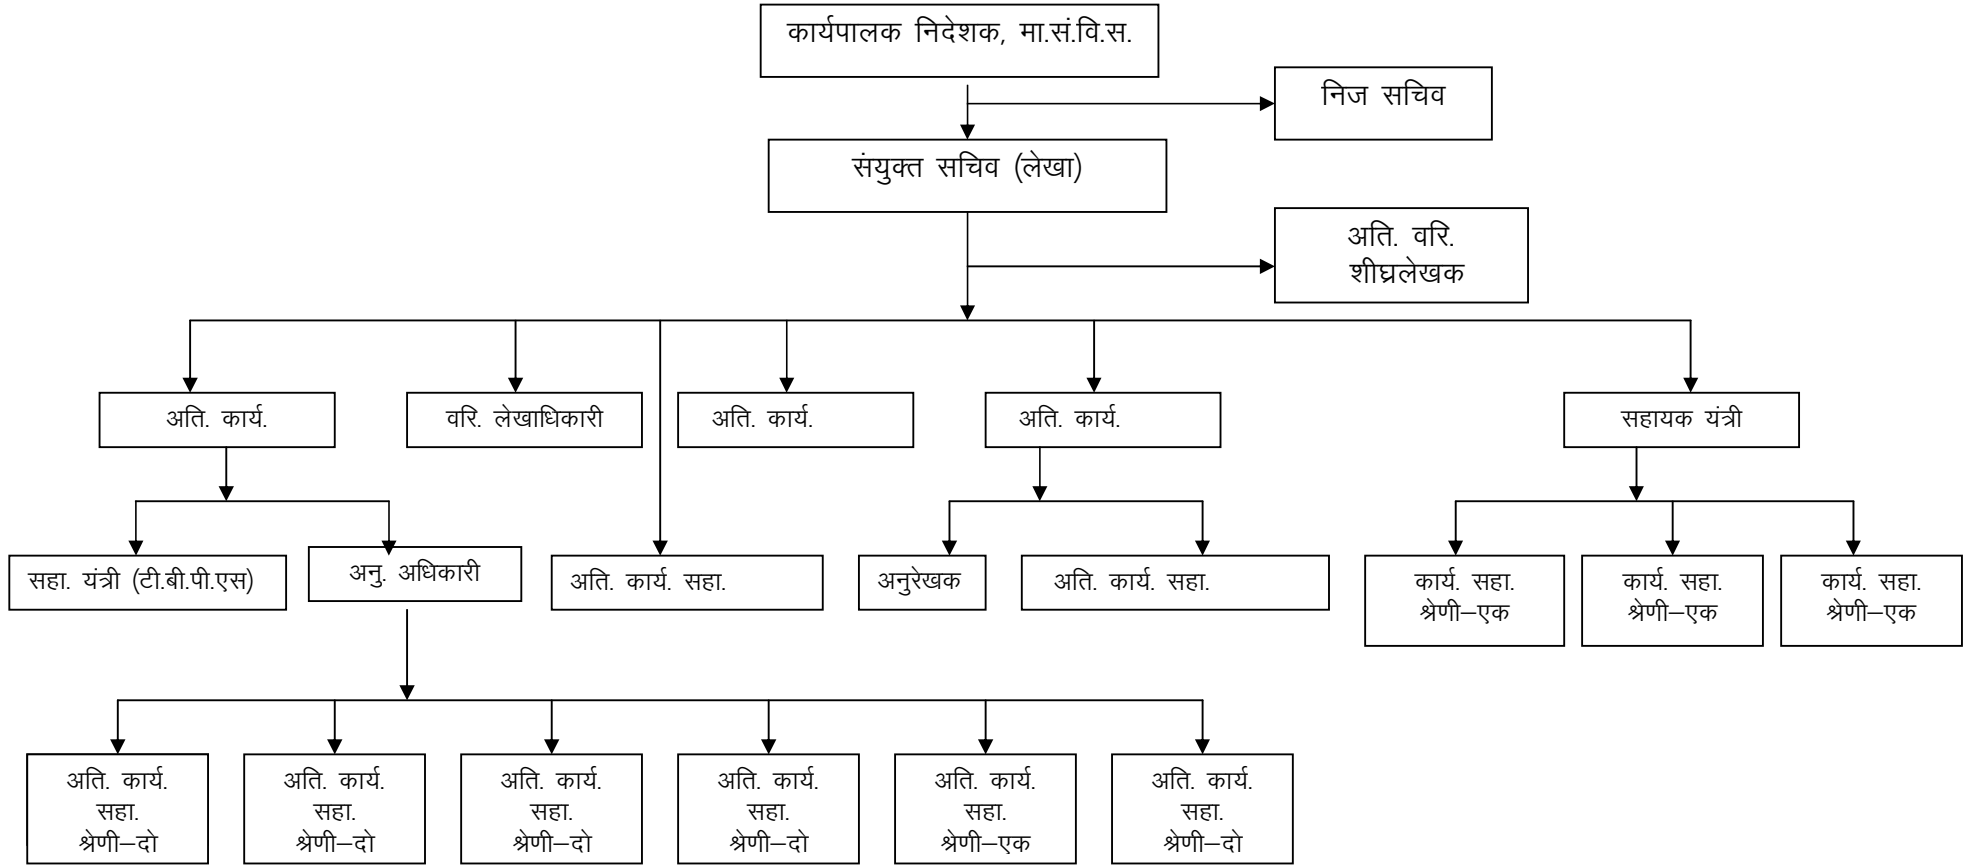 कार्यपालक निदेशक, मा.सं.वि.स.
निज सचिव
संयुक्त सचिव (लेखा)
अति. वरि.
शीघ्रलेखक
अति. कार्य.
वरि. लेखाधिकारी
अति. कार्य.
अति. कार्य.
सहायक यंत्री
सहा. यंत्री (टी.बी.पी.एस)
अनु. अधिकारी
अति. कार्य. सहा.
अनुरेखक
अति. कार्य. सहा.
कार्य. सहा.
श्रेणी–एक
कार्य. सहा.
श्रेणी–एक
कार्य. सहा.
श्रेणी–एक
अति. कार्य.
सहा.
श्रेणी–दो
अति. कार्य.
सहा.
श्रेणी–दो
अति. कार्य.
सहा.
श्रेणी–दो
अति. कार्य.
सहा.
श्रेणी–दो
अति. कार्य.
सहा.
श्रेणी–एक
अति. कार्य.
सहा.
श्रेणी–दो